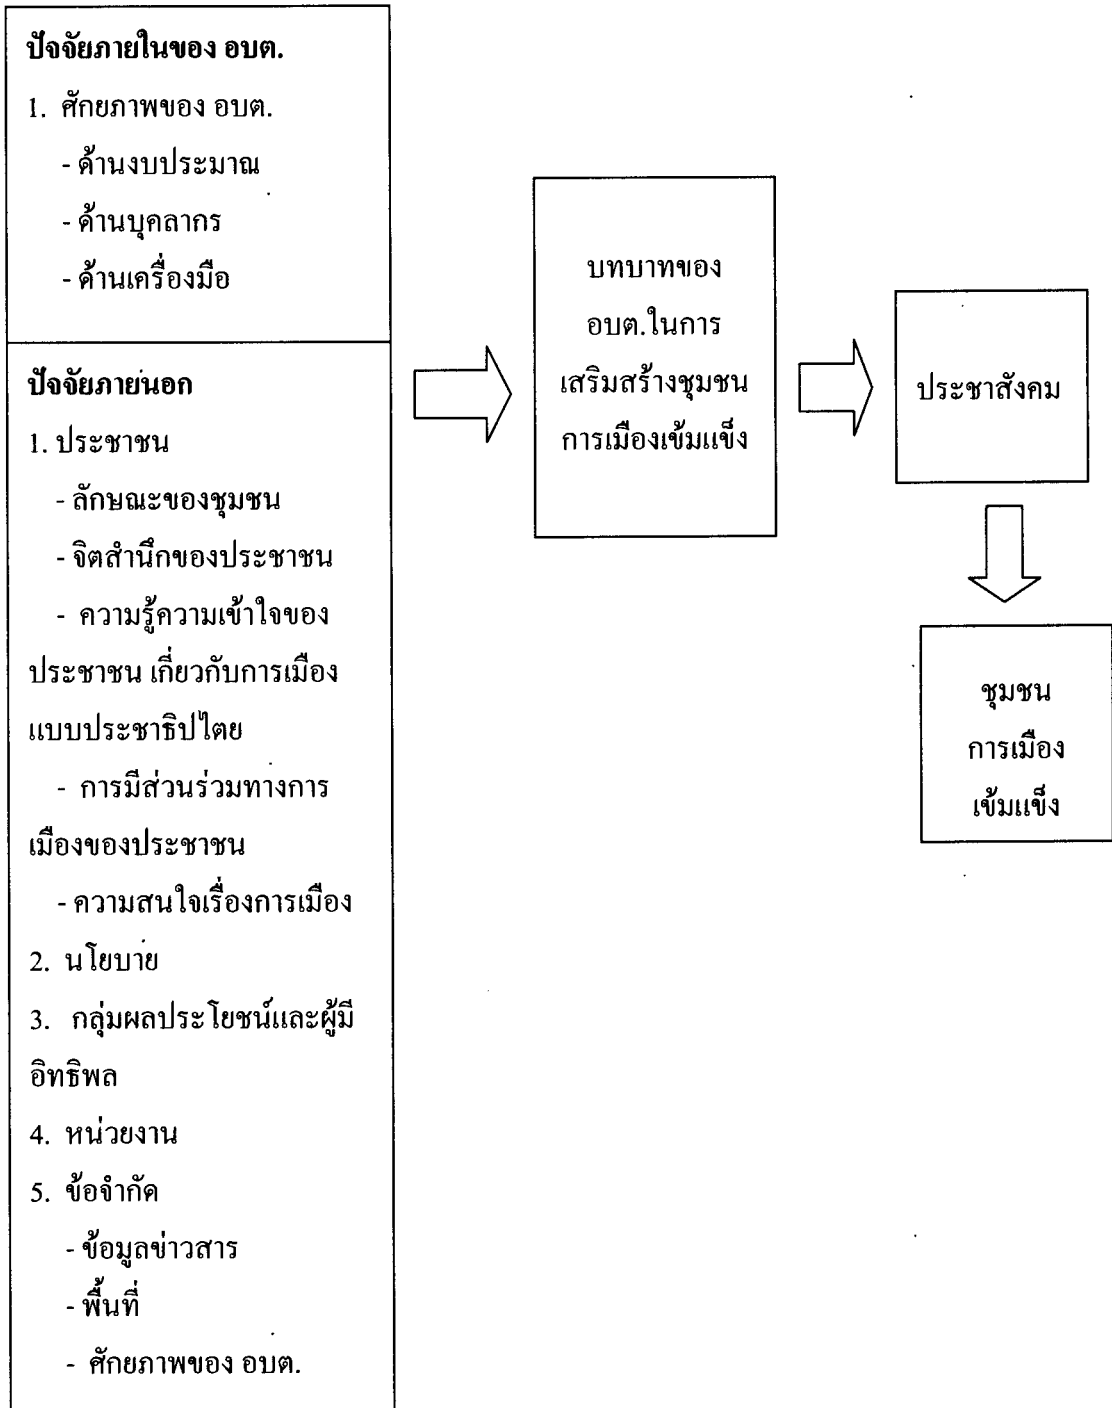 ปัจจัยภายในของ อบต.
1. ศักยภาพของ อบต.
- ด้านงบประมาณ
- ด้านบุคลากร
- ด้านเครื่องมือ
ปัจจัยภายนอก
1. ประชาชน
- ลักษณะของชุมชน
- จิตสำนึกของประชาชน
- ความรู้ความเข้าใจของ
ประชาชน เกี่ยวกับการเมือง
แบบประชาธิปไตย
- การมีส่วนร่วมทางการ
เมืองของประชาชน
- ความสนใจเรื่องการเมือง
2. นโยบาย
3. กลุ่มผลประโยชน์และผู้มี
อิทธิพล
4. หน่วยงาน
5. ข้อจำกัด
- ข้อมูลข่าวสาร
- พื้นที่
- ศักยภาพของ อบต.
บทบาทของ
อบต.ในการ
เสริมสร้างชุมชน
การเมืองเข้มแข็ง
ประชาสังคม
ชุมชน
การเมือง
เข้มแข็ง